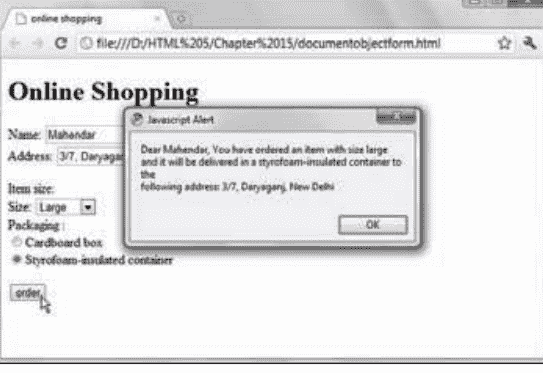 online shopping
file:///D:/HTML%205/Chapter%2015/documentobjectform.html
Online Shopping
Javascript Alert
Name: Mahendar
Dear Mahendar, You have ordered an item with size large
and it will be delivered in a styrofoam-insulated container to
the
following address: 3/7, Daryaganj, New Delhi
Address: 3/7, Daryagan
Item size:
Size: Large
OK
Packaging :
Cardboard box
Styrofoam-insulated container
order